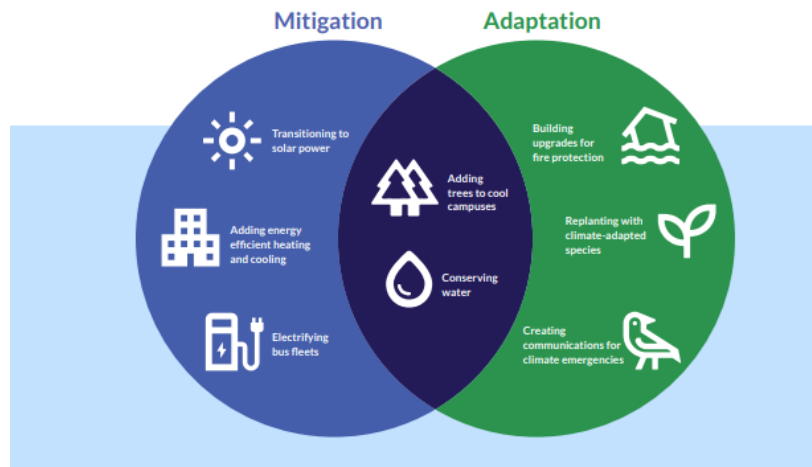 Mitigation
Adaptation
Transitioning to
solar power
Adding energy
efficient heating
and cooling
Electrifying
bus fleets
Adding
trees to cool
campuses
Conserving
water
Building
upgrades for
fire protection
Replanting with
climate-adapted
species
Creating
communications for
climate emergencies